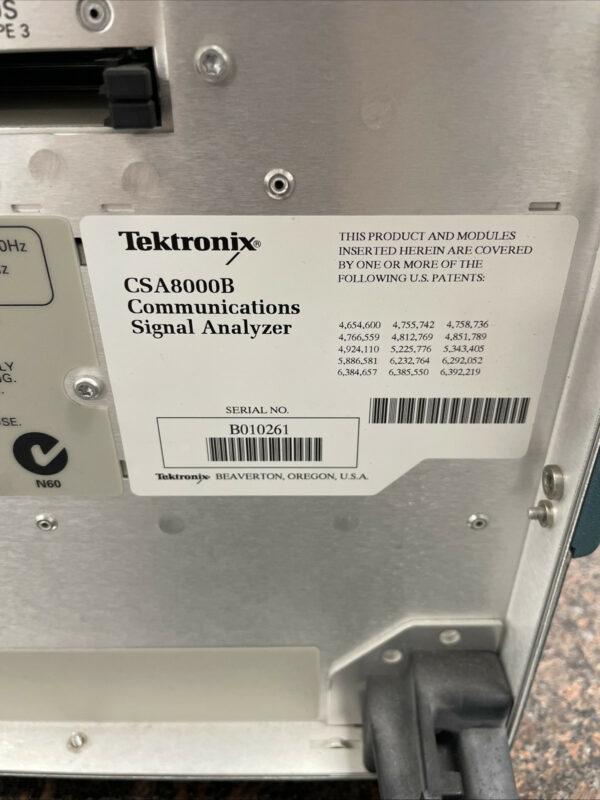 PE 3
0Hz
Tektronix®
CSA8000B
Communications
Signal Analyzer
THIS PRODUCT AND MODULES
INSERTED HEREIN ARE COVERED
BY ONE OR MORE OF THE
FOLLOWING U.S. PATENTS:
4,654,600 4,755,742 4,758,736
4,766,559 4,812,769 4,851,789
4,924,110 5,225,776 5,343,405
5,886,581 6,232,764 6,292,052
6,384,657 6,385,550 6,392,219
SERIAL NO.
B010261
Tektronix BEAVERTON, OREGON, U.S.A.
N60